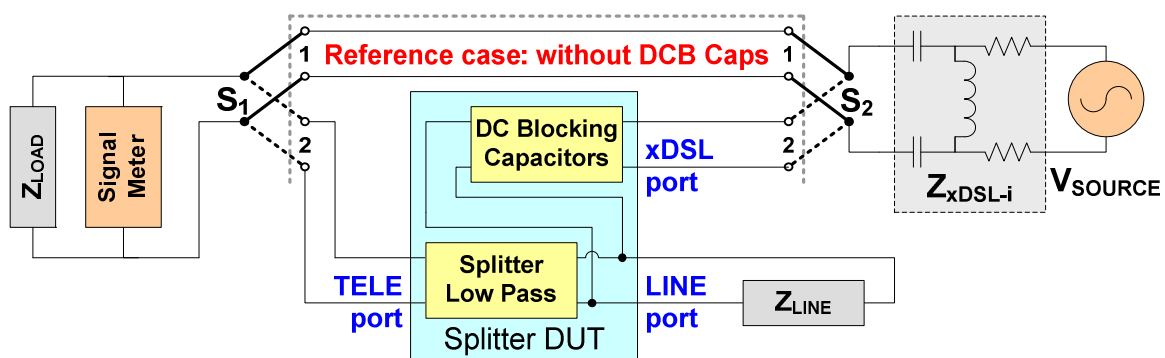 1
Reference case: without DCB Caps
1
S1
S2
ZLOAD
Signal
Meter
2
DC Blocking
Capacitors
xDSL
port
2
ZxDSL-i
VSOURCE
TELE
port
Splitter
Low Pass
LINE
port
ZLINE
Splitter DUT